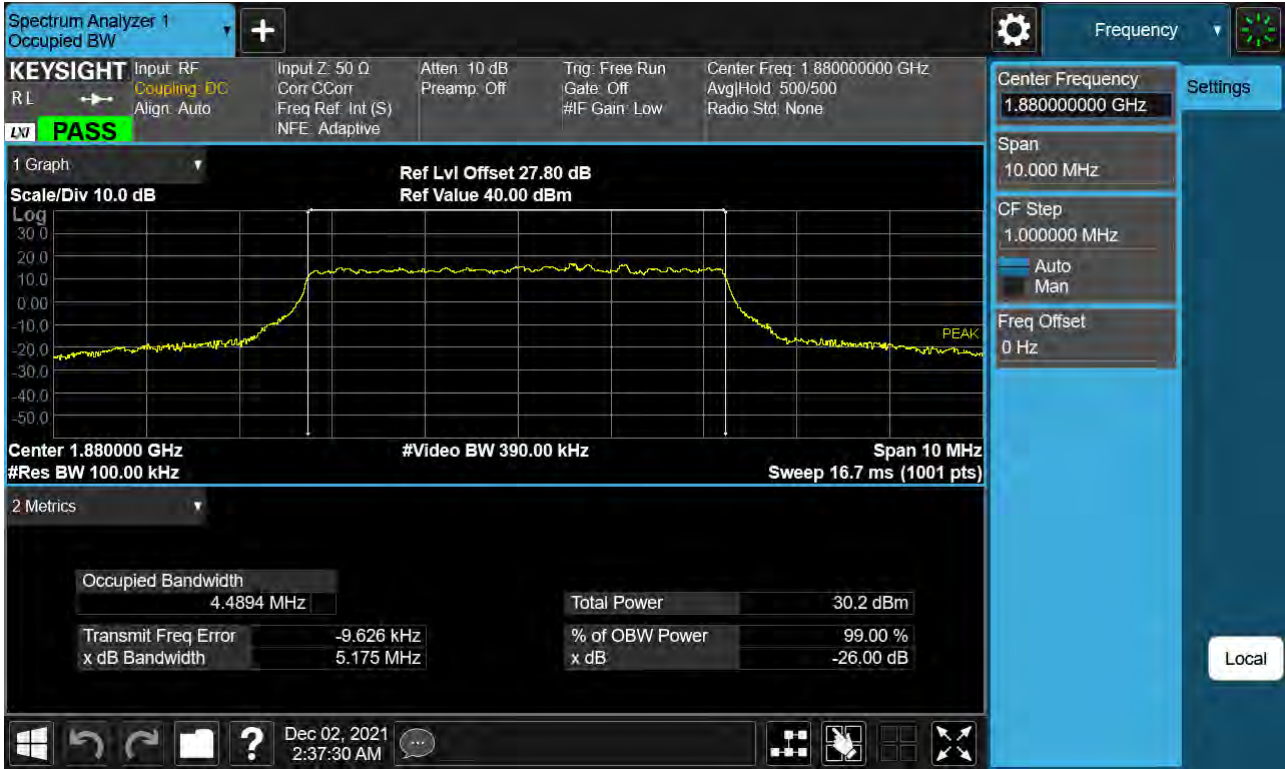 Spectrum Analyzer 1
Occupied BW
▼
+
Frequency
▼
KEYSIGHT
R L
LXI
PASS
Input: RF
Coupling: DC
Align: Auto
Input Z: 50 Ω
Corr CCorr
Freq Ref: Int (S)
NFE: Adaptive
Atten: 10 dB
Preamp: Off
Trig: Free Run
Gate: Off
#IF Gain: Low
Center Freq: 1.880000000 GHz
Avg|Hold: 500/500
Radio Std: None
Center Frequency
1.880000000 GHz
Settings
Span
10.000 MHz
CF Step
1.000000 MHz
Auto
Man
Freq Offset
0 Hz
Local
1 Graph ▼
Scale/Div 10.0 dB
Ref Lvl Offset 27.80 dB
Ref Value 40.00 dBm
Log
30.0
20.0
10.0
0.00
-10.0
-20.0
-30.0
-40.0
-50.0
PEAK
Center 1.880000 GHz
#Video BW 390.00 kHz
Span 10 MHz
#Res BW 100.00 kHz
Sweep 16.7 ms (1001 pts)
2 Metrics ▼
Occupied Bandwidth
4.4894 MHz
Total Power 30.2 dBm
Transmit Freq Error -9.626 kHz
% of OBW Power 99.00 %
x dB Bandwidth 5.175 MHz
x dB -26.00 dB
?
Dec 02, 2021
2:37:30 AM